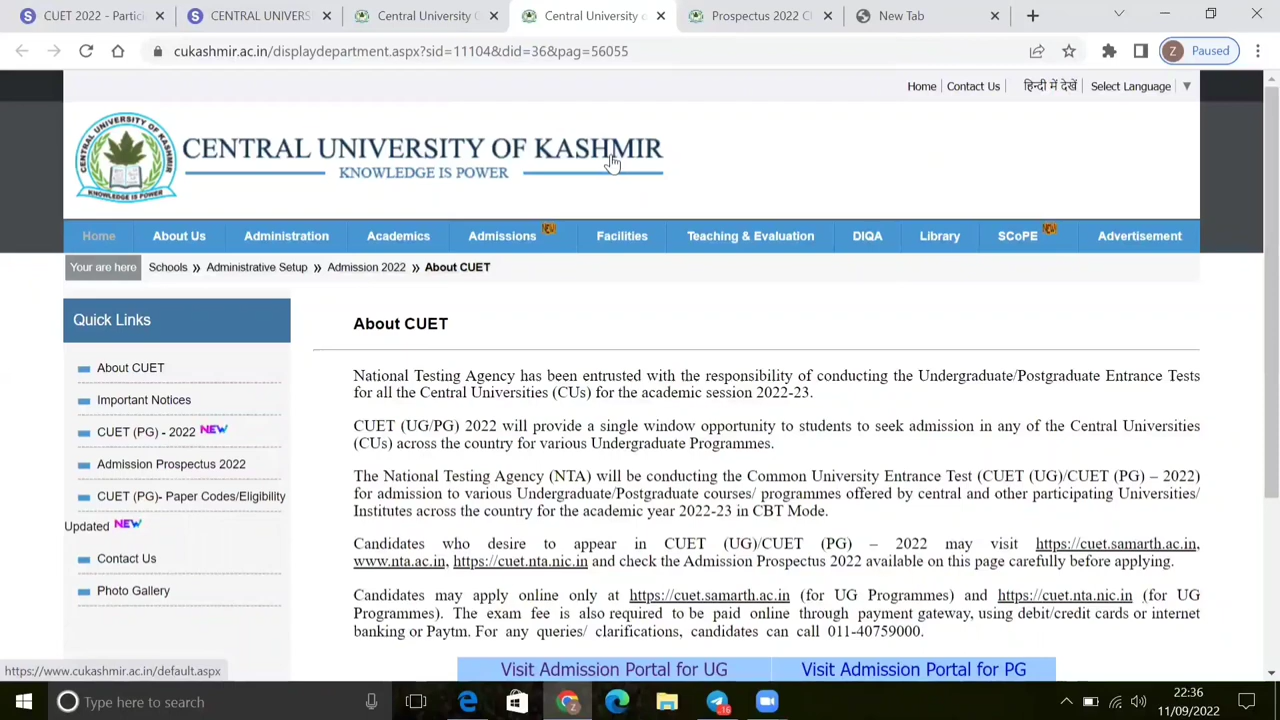 CUET 2022 - Partici
CENTRAL UNIVERS
Central University O
Central University o
Prospectus 2022 C
New Tab
cukashmir.ac.in/displaydepartment.aspx?sid=11104&did=36&pag=56055
Z Paused
Home
Contact Us
हिन्दी में देखें
Select Language
CENTRAL UNIVERSITY OF KASHMIR
KNOWLEDGE IS POWER
CENTRAL UNIVERSITY OF KASHMIR
KNOWLEDGE IS POWER
Home
About Us
Administration
Academics
Admissions
Facilities
Teaching & Evaluation
DIQA
Library
SCoPE
Advertisement
Your are here Schools » Administrative Setup » Admission 2022 » About CUET
Quick Links
About CUET
Important Notices
CUET (PG) - 2022 NEW
Admission Prospectus 2022
CUET (PG)- Paper Codes/Eligibility
Updated NEW
Contact Us
Photo Gallery
About CUET
National Testing Agency has been entrusted with the responsibility of conducting the Undergraduate/Postgraduate Entrance Tests
for all the Central Universities (CUs) for the academic session 2022-23.
CUET (UG/PG) 2022 will provide a single window opportunity to students to seek admission in any of the Central Universities
(CUs) across the country for various Undergraduate Programmes.
The National Testing Agency (NTA) will be conducting the Common University Entrance Test (CUET (UG)/CUET (PG) – 2022)
for admission to various Undergraduate/Postgraduate courses/ programmes offered by central and other participating Universities/
Institutes across the country for the academic year 2022-23 in CBT Mode.
Candidates who desire to appear in CUET (UG)/CUET (PG) – 2022 may visit https://cuet.samarth.ac.in,
www.nta.ac.in, https://cuet.nta.nic.in and check the Admission Prospectus 2022 available on this page carefully before applying.
Candidates may apply online only at https://cuet.samarth.ac.in (for UG Programmes) and https://cuet.nta.nic.in (for UG
Programmes). The exam fee is also required to be paid online through payment gateway, using debit/credit cards or internet
banking or Paytm. For any queries/ clarifications, candidates can call 011-40759000.
Visit Admission Portal for UG
Visit Admission Portal for PG
https://www.cukashmir.ac.in/default.aspx
Type here to search
16
22:36
11/09/2022